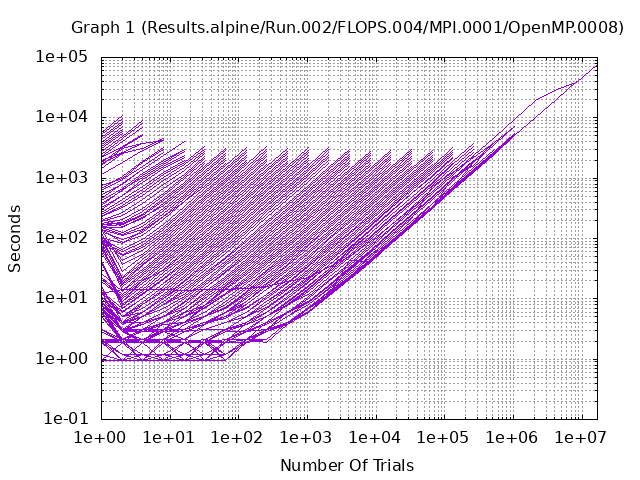 Graph 1 (Results.alpine/Run.002/FLOPS.004/MPI.0001/OpenMP.0008)
1e+05
1e+04
1e+03
1e+02
1e+01
1e+00
1e-01
Seconds
1e+00 1e+01 1e+02 1e+03 1e+04 1e+05 1e+06 1e+07
Number Of Trials